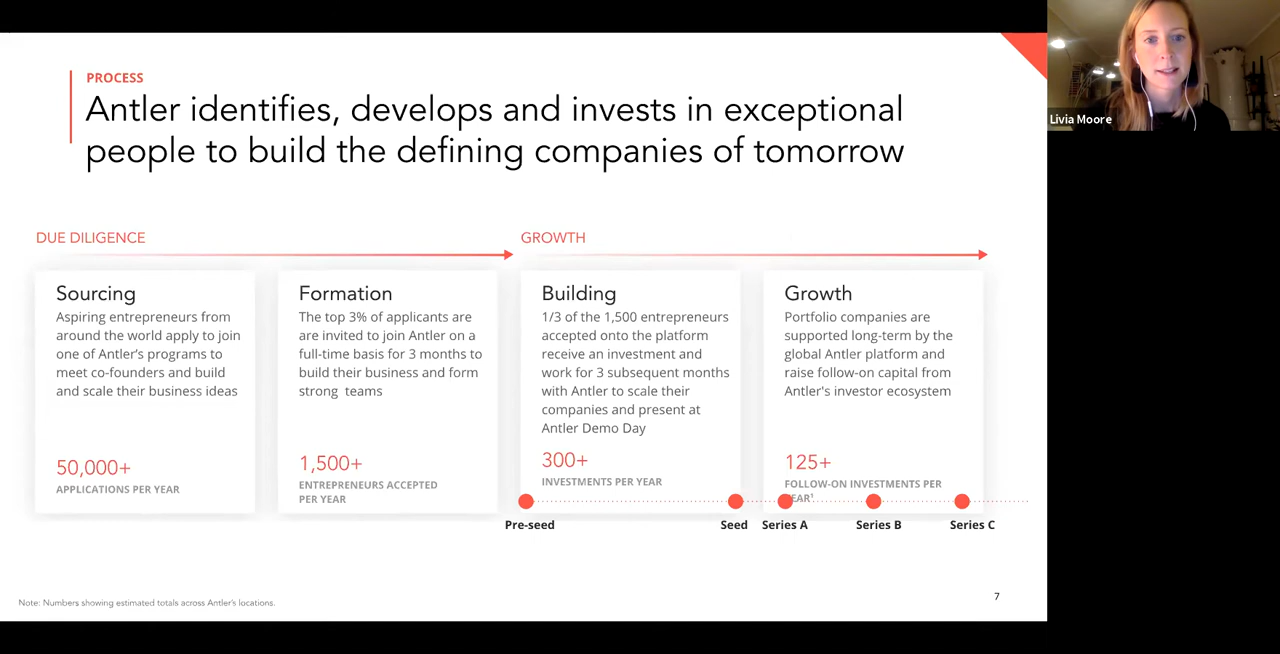 PROCESS
Antler identifies, develops and invests in exceptional
people to build the defining companies of tomorrow
Livia Moore
DUE DILIGENCE
GROWTH
Sourcing
Aspiring entrepreneurs from
around the world apply to join
one of Antler's programs to
meet co-founders and build
and scale their business ideas
50,000+
APPLICATIONS PER YEAR
Formation
The top 3% of applicants are
are invited to join Antler on a
full-time basis for 3 months to
build their business and form
strong teams
1,500+
ENTREPRENEURS ACCEPTED
PER YEAR
Building
1/3 of the 1,500 entrepreneurs
accepted onto the platform
receive an investment and
work for 3 subsequent months
with Antler to scale their
companies and present at
Antler Demo Day
300+
INVESTMENTS PER YEAR
Growth
Portfolio companies are
supported long-term by the
global Antler platform and
raise follow-on capital from
Antler's investor ecosystem
125+
FOLLOW-ON INVESTMENTS PER
EAR¹
Pre-seed
Seed
Series A
Series B
Series C
Note: Numbers showing estimated totals across Antler's locations.
7